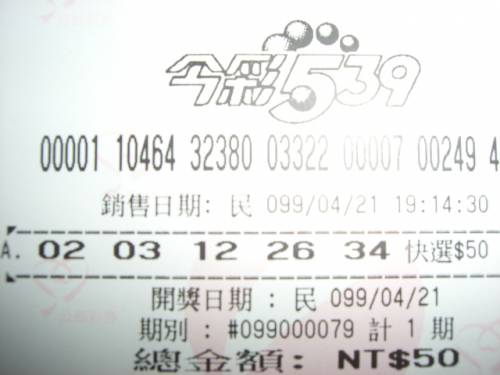 今彩539
00001 10464 32380 03322 00007 00249 4
銷售日期: 民 099/04/21 19:14:30
A. 02 03 12 26 34 快選$50
開獎日期 : 民 099/04/21
期別 : #099000079 計 1 期
總金額: NT$50